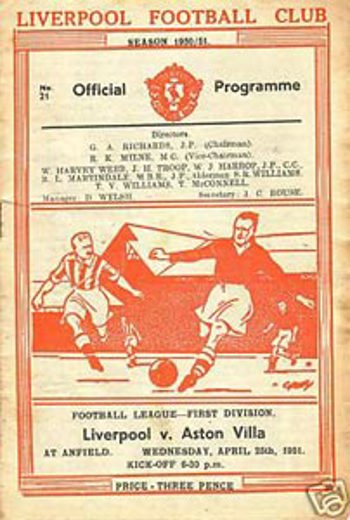 LIVERPOOL FOOTBALL CLUB
SEASON 1950/51.
No. 21
Official Programme
Directors
G. A. RICHARDS, J.P. (Chairman).
R. K. MILNE, M.C. (Vice-Chairman).
W. HARVEY WEBB, J. H. TROOP, W. J. HARROP, J.P., C.C.,
R. L. MARTINDALE, M.B.E., J.P., Alderman S. R. WILLIAMS,
T. V. WILLIAMS, T. McCONNELL.
Manager: D. WELSH. Secretary: J. C. ROUSE.
FOOTBALL LEAGUE—FIRST DIVISION.
Liverpool v. Aston Villa
AT ANFIELD. WEDNESDAY, APRIL 25th, 1951.
KICK-OFF 6-30 p.m.
PRICE - THREE PENCE